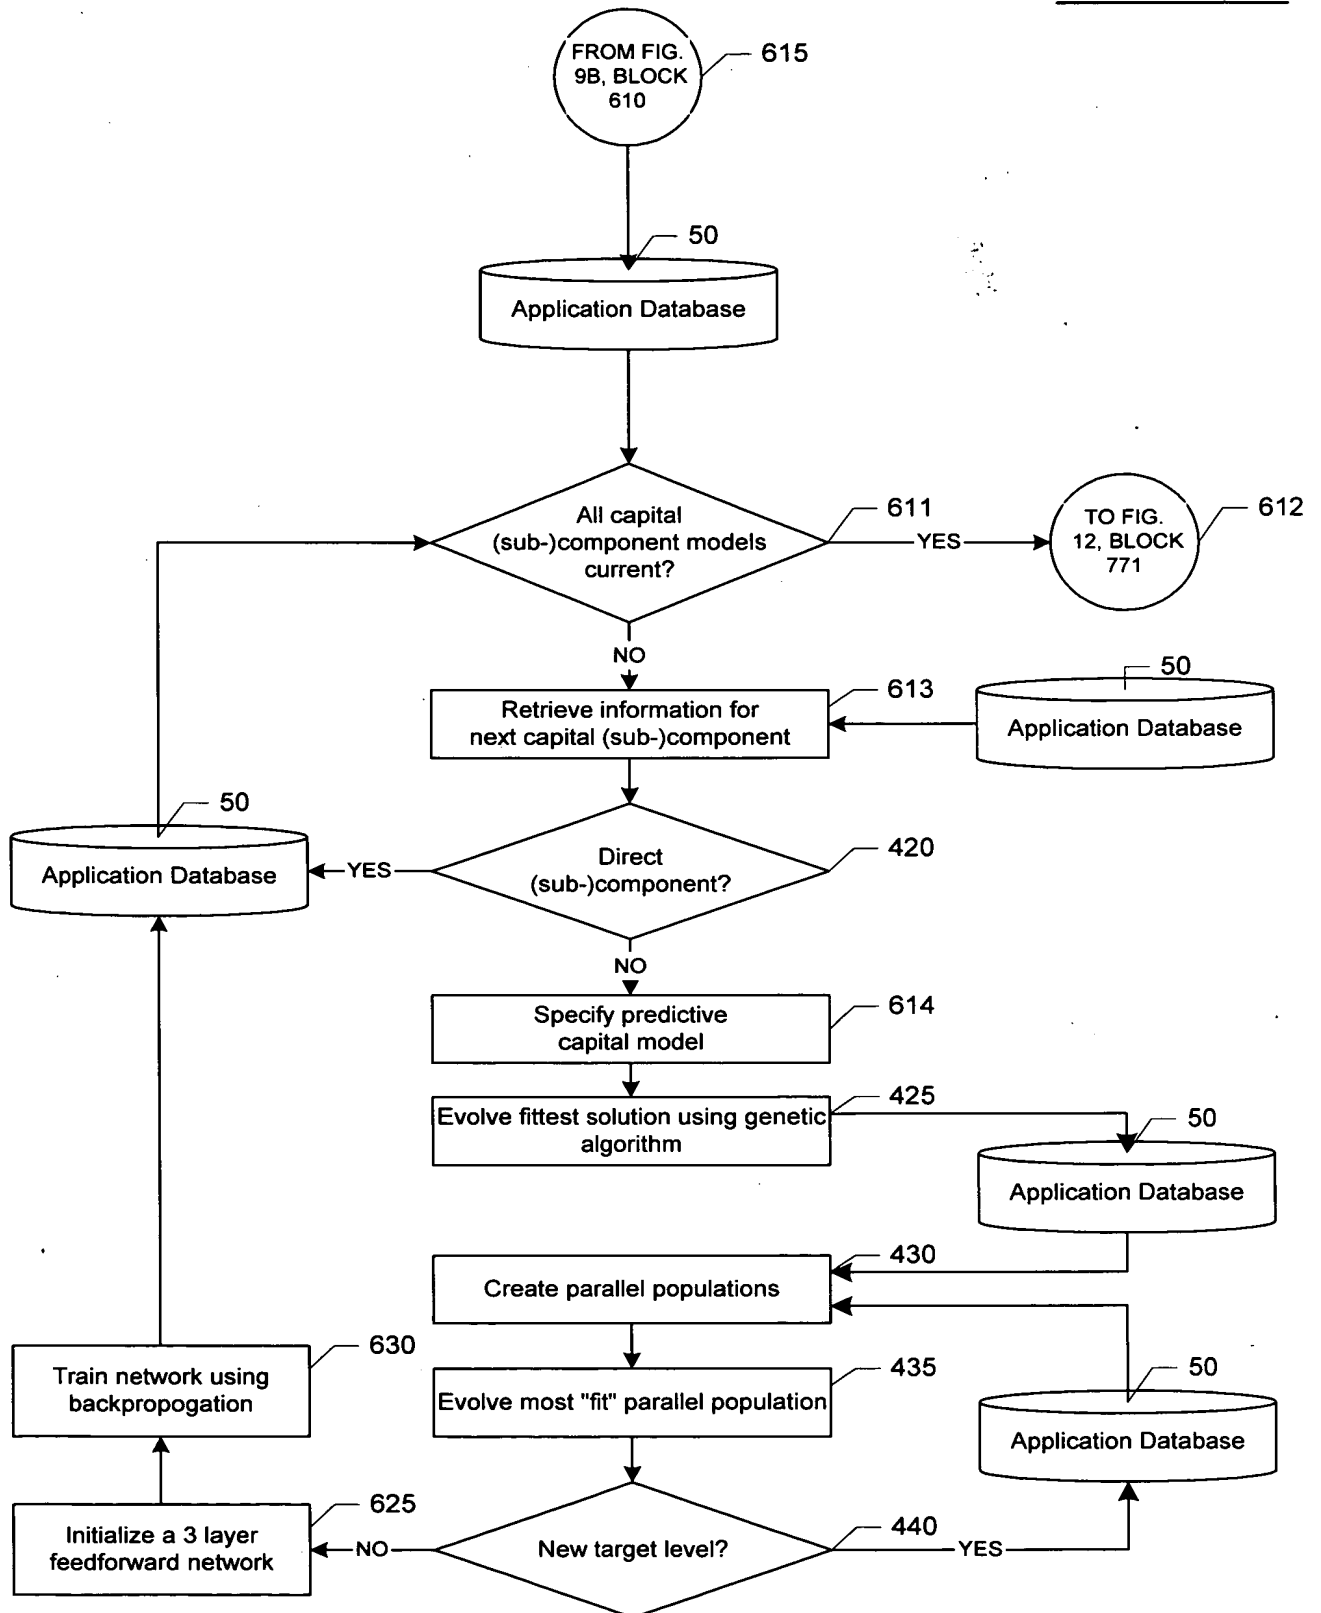 FROM FIG.
9B, BLOCK
610
615
50
Application Database
All capital
(sub-)component models
current?
611
YES
TO FIG.
12, BLOCK
771
612
NO
Retrieve information for
next capital (sub-)component
613
50
Application Database
50
Application Database
YES
Direct
(sub-)component?
420
NO
Specify predictive
capital model
614
Evolve fittest solution using genetic
algorithm
425
50
Application Database
Create parallel populations
430
Train network using
backpropogation
630
Evolve most "fit" parallel population
435
50
Application Database
Initialize a 3 layer
feedforward network
625
NO
New target level?
440
YES